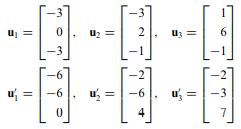 u₁ = [-3 0 -3], u₂ = [-3 2 -1], u₃ = [1 6 -1]
u′₁ = [-6 -6 0], u′₂ = [-2 -6 4], u′₃ = [-2 -3 7]